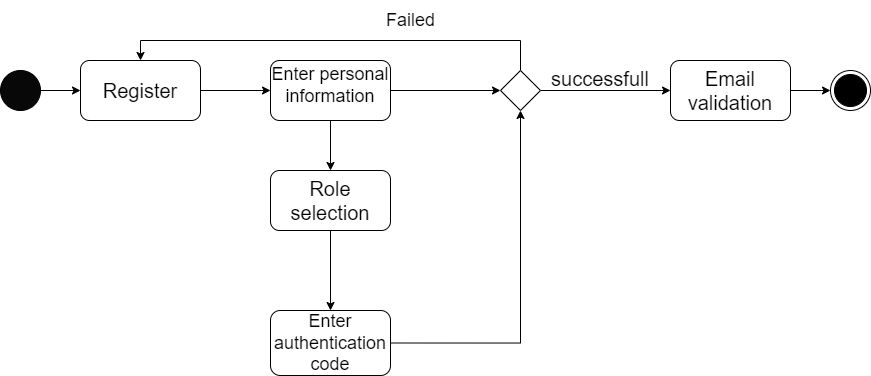 Failed
Register
Enter personal
information
successfull
Email
validation
Role
selection
Enter
authentication
code